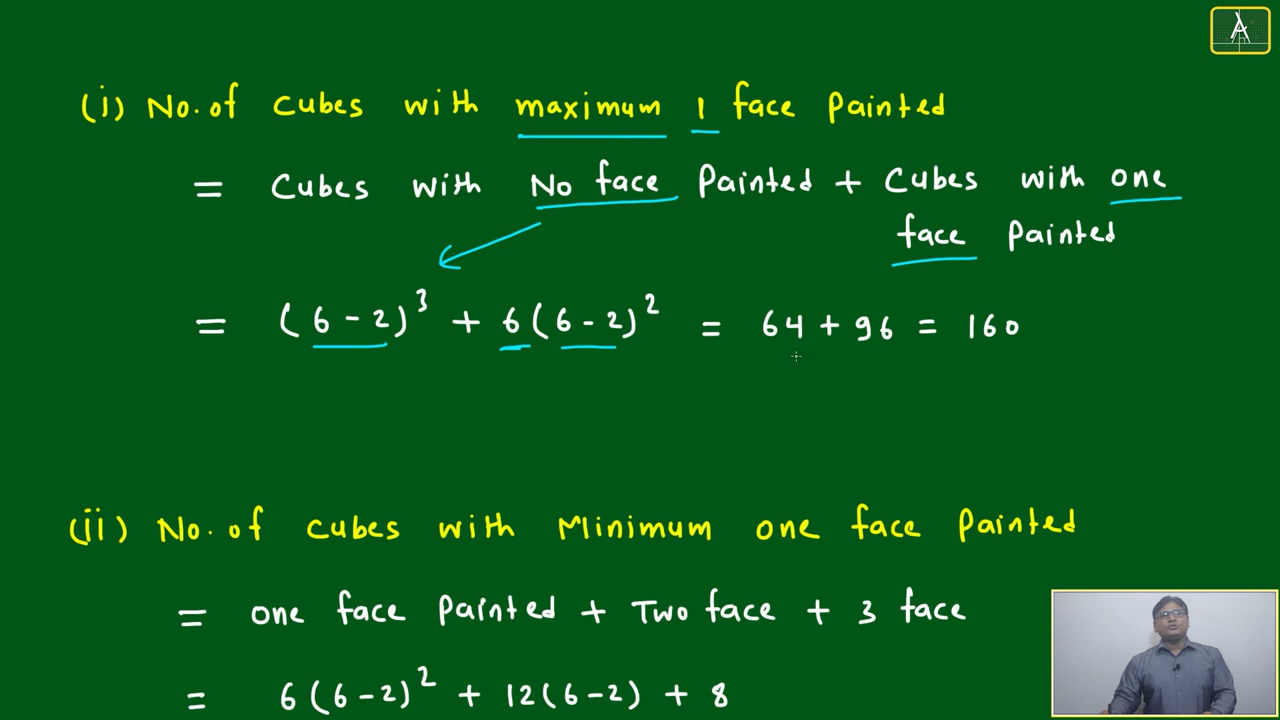 (i) No. of cubes with maximum 1 face Painted
= Cubes with No face Painted + Cubes with one
face Painted
= (6-2)³ + 6(6-2)² = 64 + 96 = 160
(ii) No. of cubes with Minimum one face Painted
= one face Painted + Two face + 3 face
= 6(6-2)² + 12(6-2) + 8